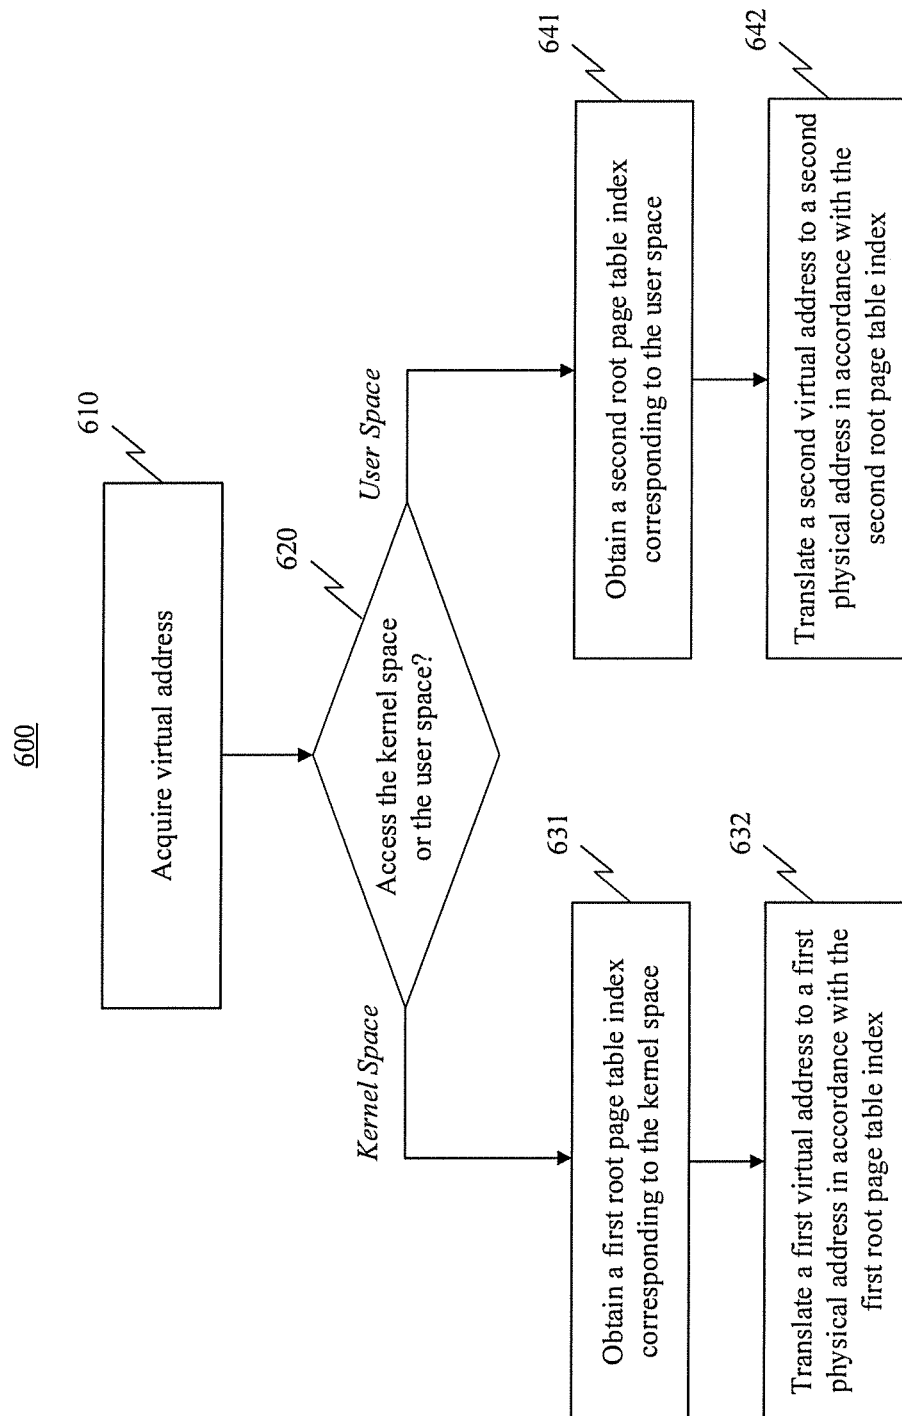 600
610
Acquire virtual address
620
Access the kernel space
or the user space?
Kernel Space
User Space
631
Obtain a first root page table index
corresponding to the kernel space
641
Obtain a second root page table index
corresponding to the user space
632
Translate a first virtual address to a first
physical address in accordance with the
first root page table index
642
Translate a second virtual address to a second
physical address in accordance with the
second root page table index